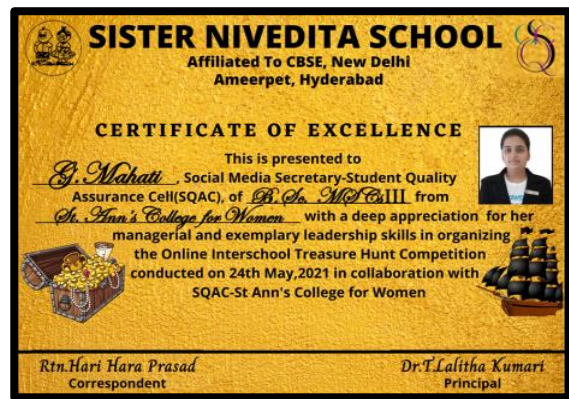 SISTER NIVEDITA SCHOOL
Affiliated To CBSE, New Delhi
Ameerpet, Hyderabad
CERTIFICATE OF EXCELLENCE
This is presented to
G. Mahati, Social Media Secretary-Student Quality
Assurance Cell(SQAC), of B.Sc. MSCsIII from
St. Ann's College for Women with a deep appreciation for her
managerial and exemplary leadership skills in organizing
the Online Interschool Treasure Hunt Competition
conducted on 24th May,2021 in collaboration with
SQAC-St Ann's College for Women
Rtn.Hari Hara Prasad
Correspondent
Dr.T.Lalitha Kumari
Principal